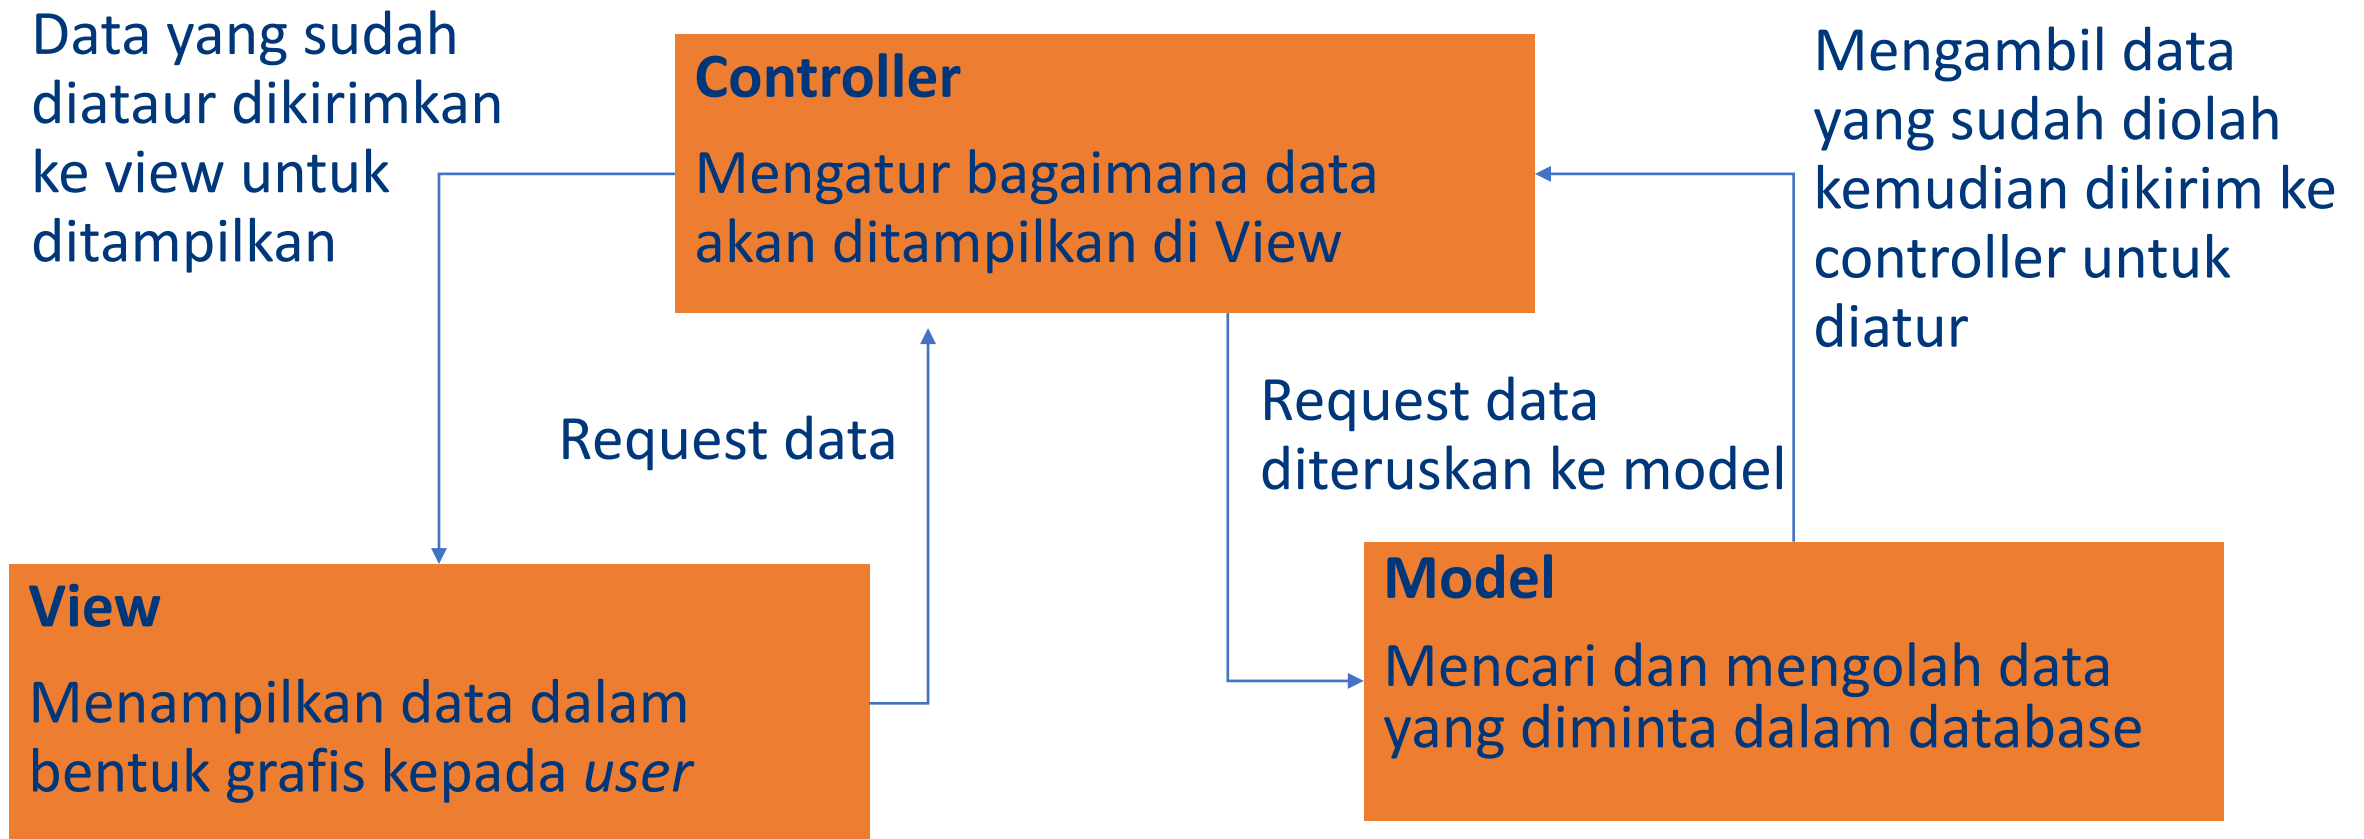 Data yang sudah
diataur dikirimkan
ke view untuk
ditampilkan
Controller
Mengatur bagaimana data
akan ditampilkan di View
Mengambil data
yang sudah diolah
kemudian dikirim ke
controller untuk
diatur
Request data
Request data
diteruskan ke model
View
Menampilkan data dalam
bentuk grafis kepada user
Model
Mencari dan mengolah data
yang diminta dalam database